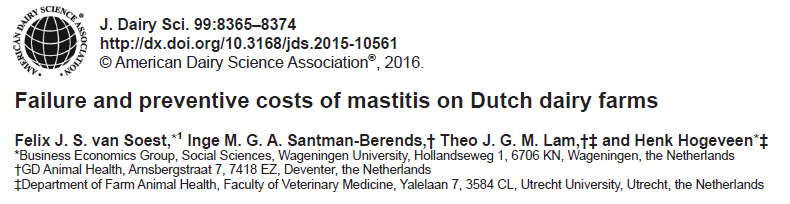 AMERICAN DAIRY SCIENCE ASSOCIATION
J. Dairy Sci. 99:8365–8374
http://dx.doi.org/10.3168/jds.2015-10561
© American Dairy Science Association®, 2016.
Failure and preventive costs of mastitis on Dutch dairy farms
Felix J. S. van Soest,*¹ Inge M. G. A. Santman-Berends,† Theo J. G. M. Lam,†‡ and Henk Hogeveen*‡
*Business Economics Group, Social Sciences, Wageningen University, Hollandseweg 1, 6706 KN, Wageningen, the Netherlands
†GD Animal Health, Arnsbergstraat 7, 7418 EZ, Deventer, the Netherlands
‡Department of Farm Animal Health, Faculty of Veterinary Medicine, Yalelaan 7, 3584 CL, Utrecht University, Utrecht, the Netherlands